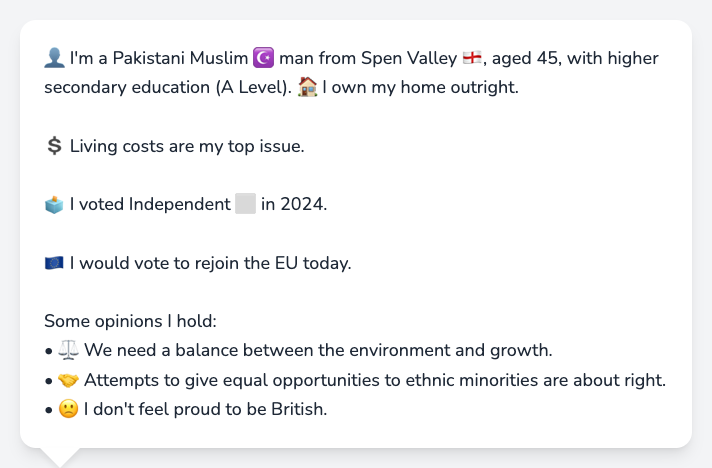 👤 I'm a Pakistani Muslim ☪️ man from Spen Valley 🏴󠁧󠁢󠁥󠁮󠁧󠁿, aged 45, with higher
secondary education (A Level). 🏠 I own my home outright.
💲 Living costs are my top issue.
🗳️ I voted Independent ⬜ in 2024.
🇪🇺 I would vote to rejoin the EU today.
Some opinions I hold:
• ⚖️ We need a balance between the environment and growth.
• 🤝 Attempts to give equal opportunities to ethnic minorities are about right.
• 🙁 I don't feel proud to be British.